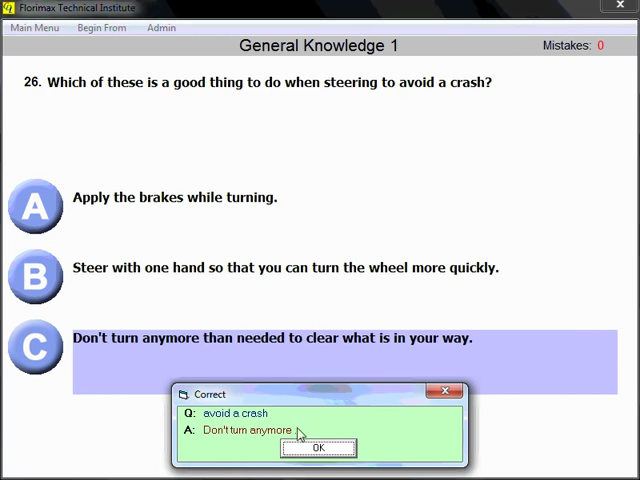 Florimax Technical Institute
Main Menu Begin From Admin
General Knowledge 1 Mistakes: 0
26. Which of these is a good thing to do when steering to avoid a crash?
A Apply the brakes while turning.
B Steer with one hand so that you can turn the wheel more quickly.
C Don't turn anymore than needed to clear what is in your way.
Correct
Q: avoid a crash
A: Don't turn anymore
OK